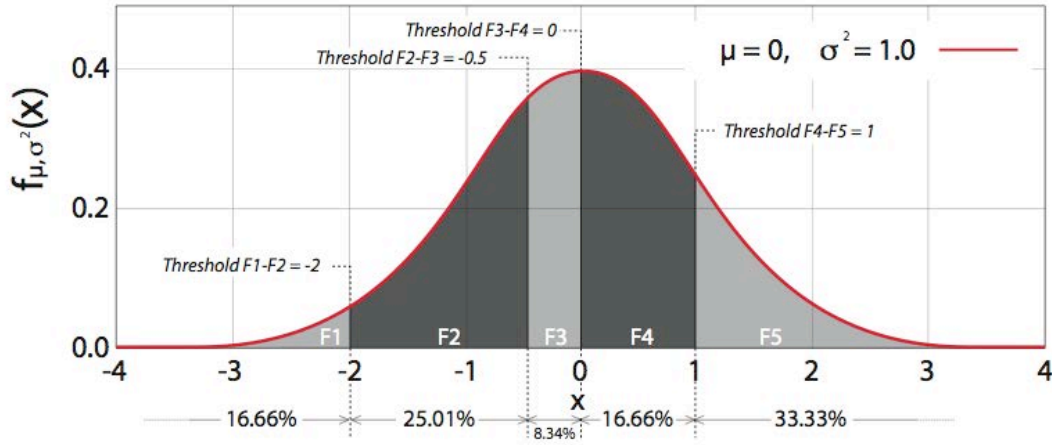 Threshold F3-F4 = 0
μ = 0, σ² = 1.0
Threshold F2-F3 = -0.5
0.4
Threshold F4-F5 = 1
fμ,σ²(x)
0.2
Threshold F1-F2 = -2
F1 F2 F3 F4 F5
0.0
-4 -3 -2 -1 0 1 2 3 4
x
16.66% 25.01% 8.34% 16.66% 33.33%